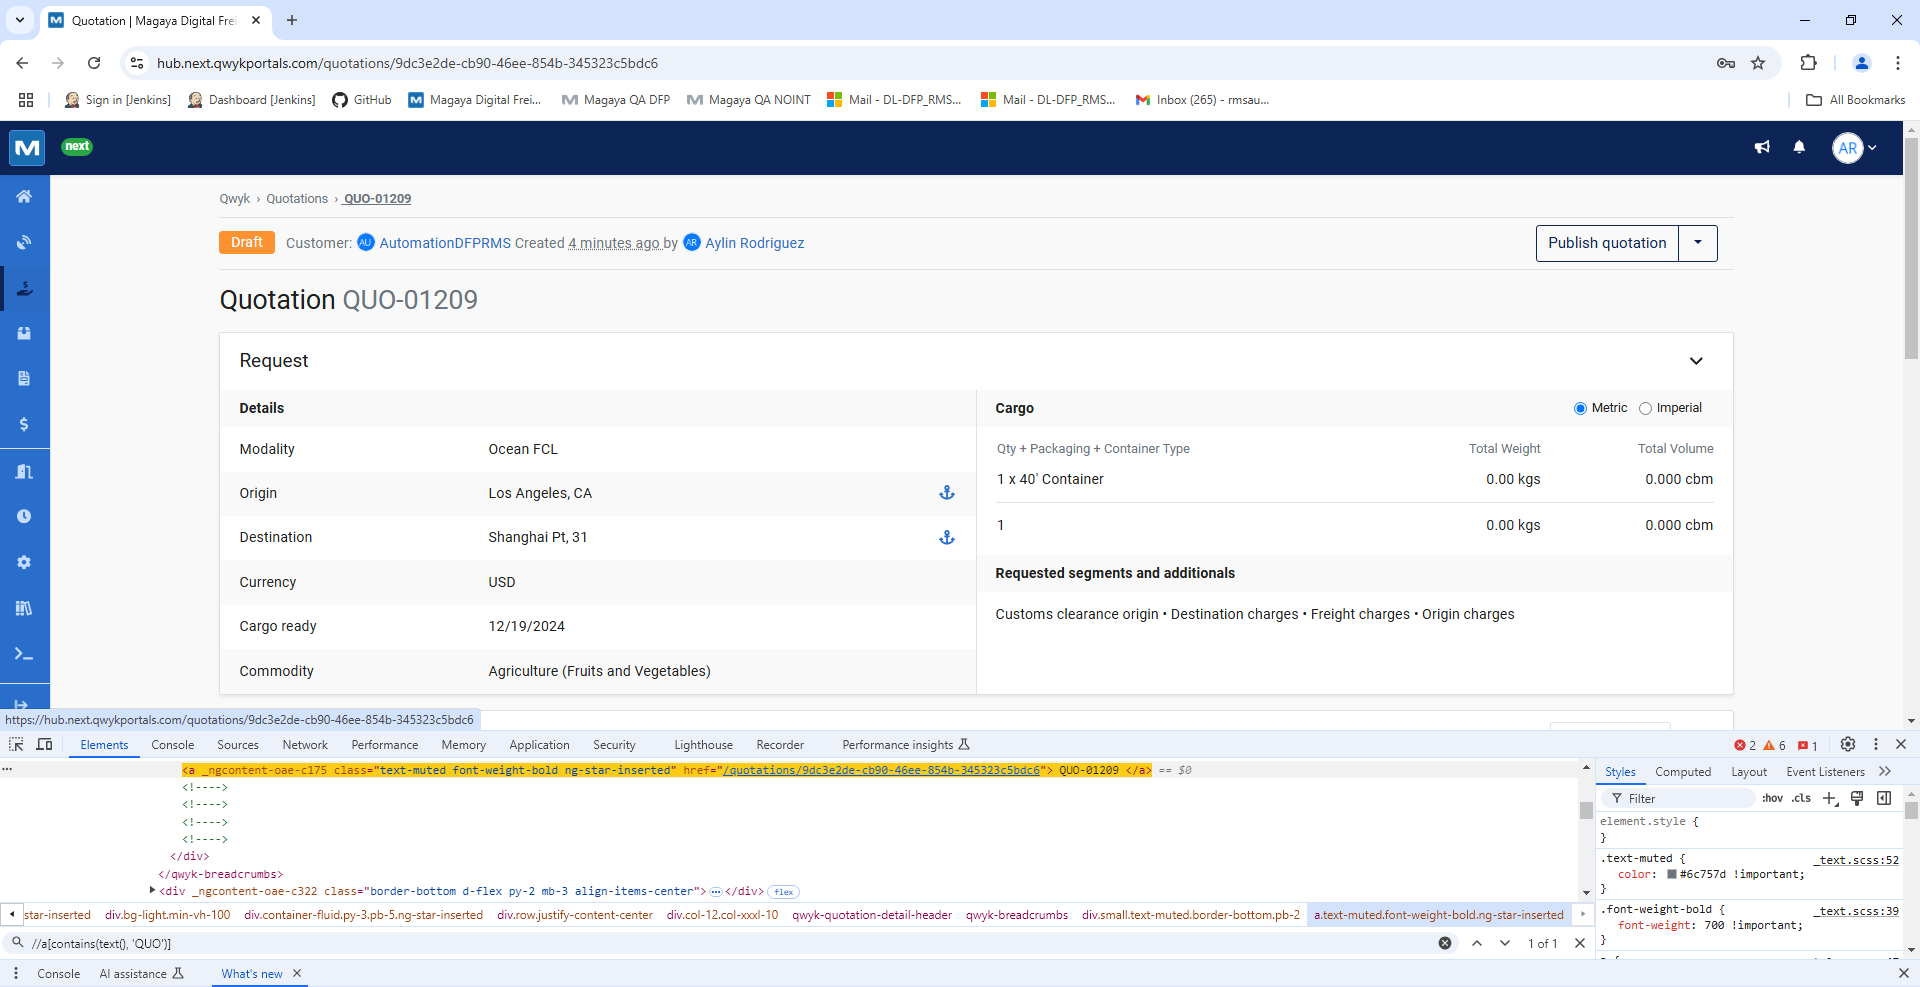 Quotation | Magaya Digital Frei
hub.next.qwykportals.com/quotations/9dc3e2de-cb90-46ee-854b-345323c5bdc6
Sign in [Jenkins]
Dashboard [Jenkins]
GitHub
Magaya Digital Frei...
Magaya QA DFP
Magaya QA NOINT
Mail - DL-DFP_RMS...
Mail - DL-DFP_RMS...
Inbox (265) - rmsau...
All Bookmarks
next
AR
Qwyk › Quotations › QUO-01209
Draft Customer: AU AutomationDFPRMS Created 4 minutes ago by AR Aylin Rodriguez
Publish quotation
Quotation QUO-01209
Request
Details
Modality Ocean FCL
Origin Los Angeles, CA
Destination Shanghai Pt, 31
Currency USD
Cargo ready 12/19/2024
Commodity Agriculture (Fruits and Vegetables)
Cargo Metric Imperial
Qty + Packaging + Container Type Total Weight Total Volume
1 x 40' Container 0.00 kgs 0.000 cbm
1 0.00 kgs 0.000 cbm
Requested segments and additionals
Customs clearance origin • Destination charges • Freight charges • Origin charges
https://hub.next.qwykportals.com/quotations/9dc3e2de-cb90-46ee-854b-345323c5bdc6
Elements Console Sources Network Performance Memory Application Security Lighthouse Recorder Performance insights 2 6 1
<a _ngcontent-oae-c175 class="text-muted font-weight-bold ng-star-inserted" href="/quotations/9dc3e2de-cb90-46ee-854b-345323c5bdc6"> QUO-01209 </a> == $0
<!---->
<!---->
<!---->
<!---->
</div>
</qwyk-breadcrumbs>
<div _ngcontent-oae-c322 class="border-bottom d-flex py-2 mb-3 align-items-center"> </div> flex
star-inserted div.bg-light.min-vh-100 div.container-fluid.py-3.pb-5.ng-star-inserted div.row.justify-content-center div.col-12.col-xxxl-10 qwyk-quotation-detail-header qwyk-breadcrumbs div.small.text-muted.border-bottom.pb-2 a.text-muted.font-weight-bold.ng-star-inserted
//a[contains(text(), 'QUO')]
1 of 1
Styles Computed Layout Event Listeners
Filter :hov .cls
element.style {
}
.text-muted { _text.scss:52
color: #6c757d !important;
}
.font-weight-bold { _text.scss:39
font-weight: 700 !important;
}
Console AI assistance What's new